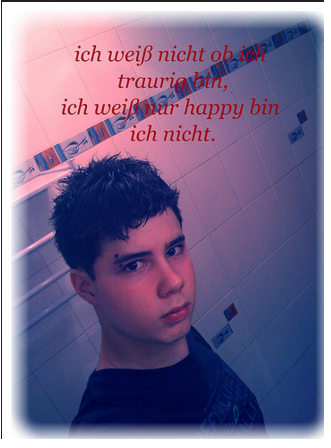 ich weiß nicht ob ich
traurig bin,
ich weiß nur happy bin
ich nicht.